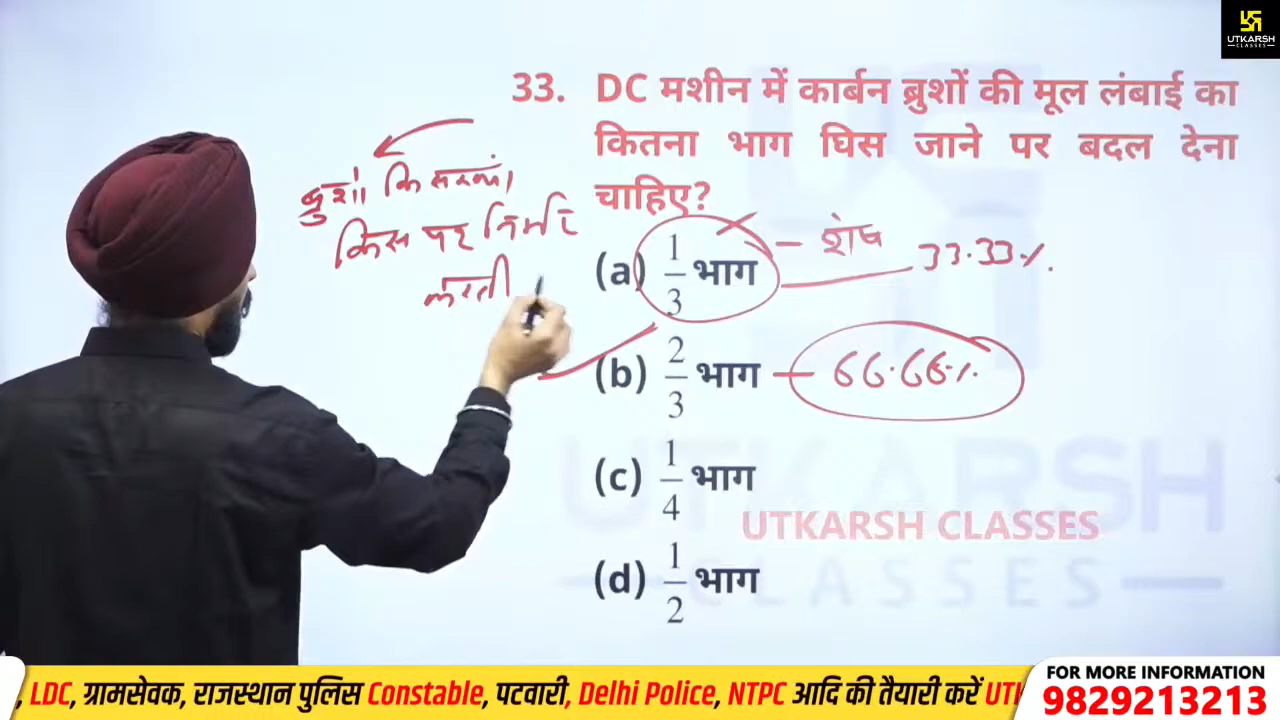 UTKARSH
CLASSES
33. DC मशीन में कार्बन ब्रुशों की मूल लंबाई का
कितना भाग घिस जाने पर बदल देना
चाहिए?
ब्रुशों कि संख्या
किस पर निर्भर
करती
(a) 1/3 भाग – शेष 33.33%
(b) 2/3 भाग – 66.66%
(c) 1/4 भाग
(d) 1/2 भाग
UTKARSH
UTKARSH CLASSES
CLASSES
, LDC, ग्रामसेवक, राजस्थान पुलिस Constable, पटवारी, Delhi Police, NTPC आदि की तैयारी करें UT
FOR MORE INFORMATION
9829213213